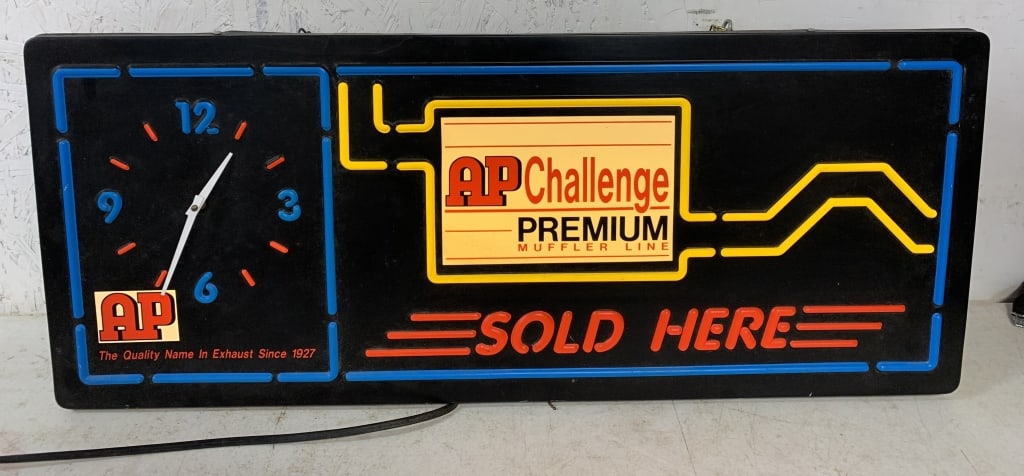 12
9
3
6
AP
The Quality Name In Exhaust Since 1927
AP Challenge
PREMIUM
MUFFLER LINE
SOLD HERE